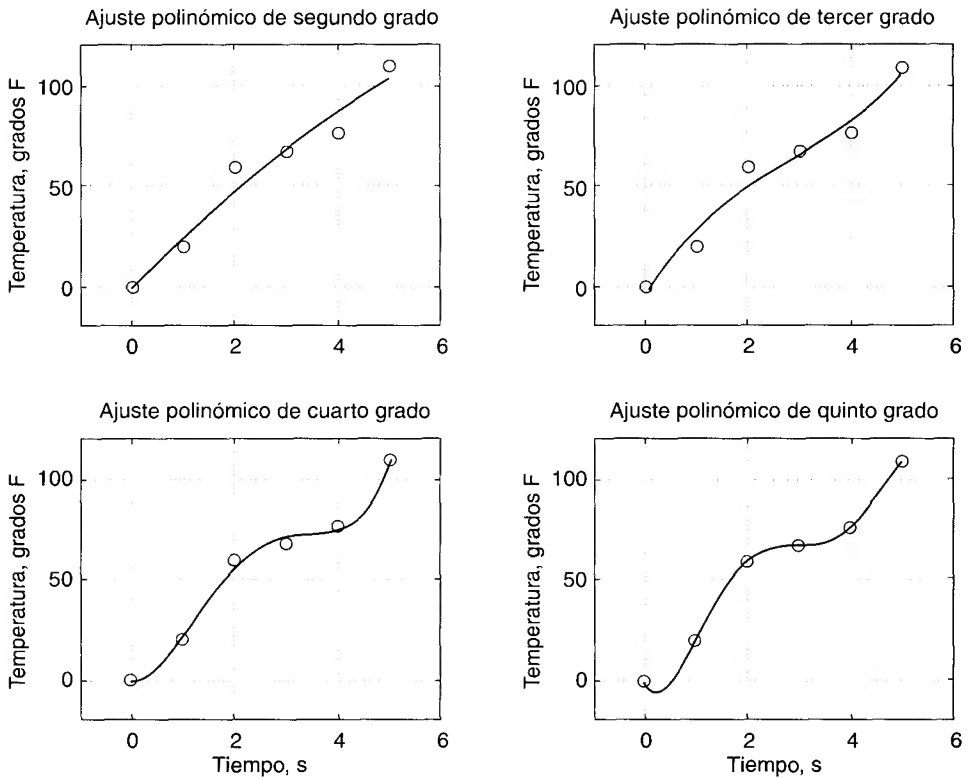 Ajuste polinómico de segundo grado
Temperatura, grados F
100
50
0
0 2 4 6
Ajuste polinómico de tercer grado
Temperatura, grados F
100
50
0
0 2 4 6
Ajuste polinómico de cuarto grado
Temperatura, grados F
100
50
0
0 2 4 6
Tiempo, s
Ajuste polinómico de quinto grado
Temperatura, grados F
100
50
0
0 2 4 6
Tiempo, s